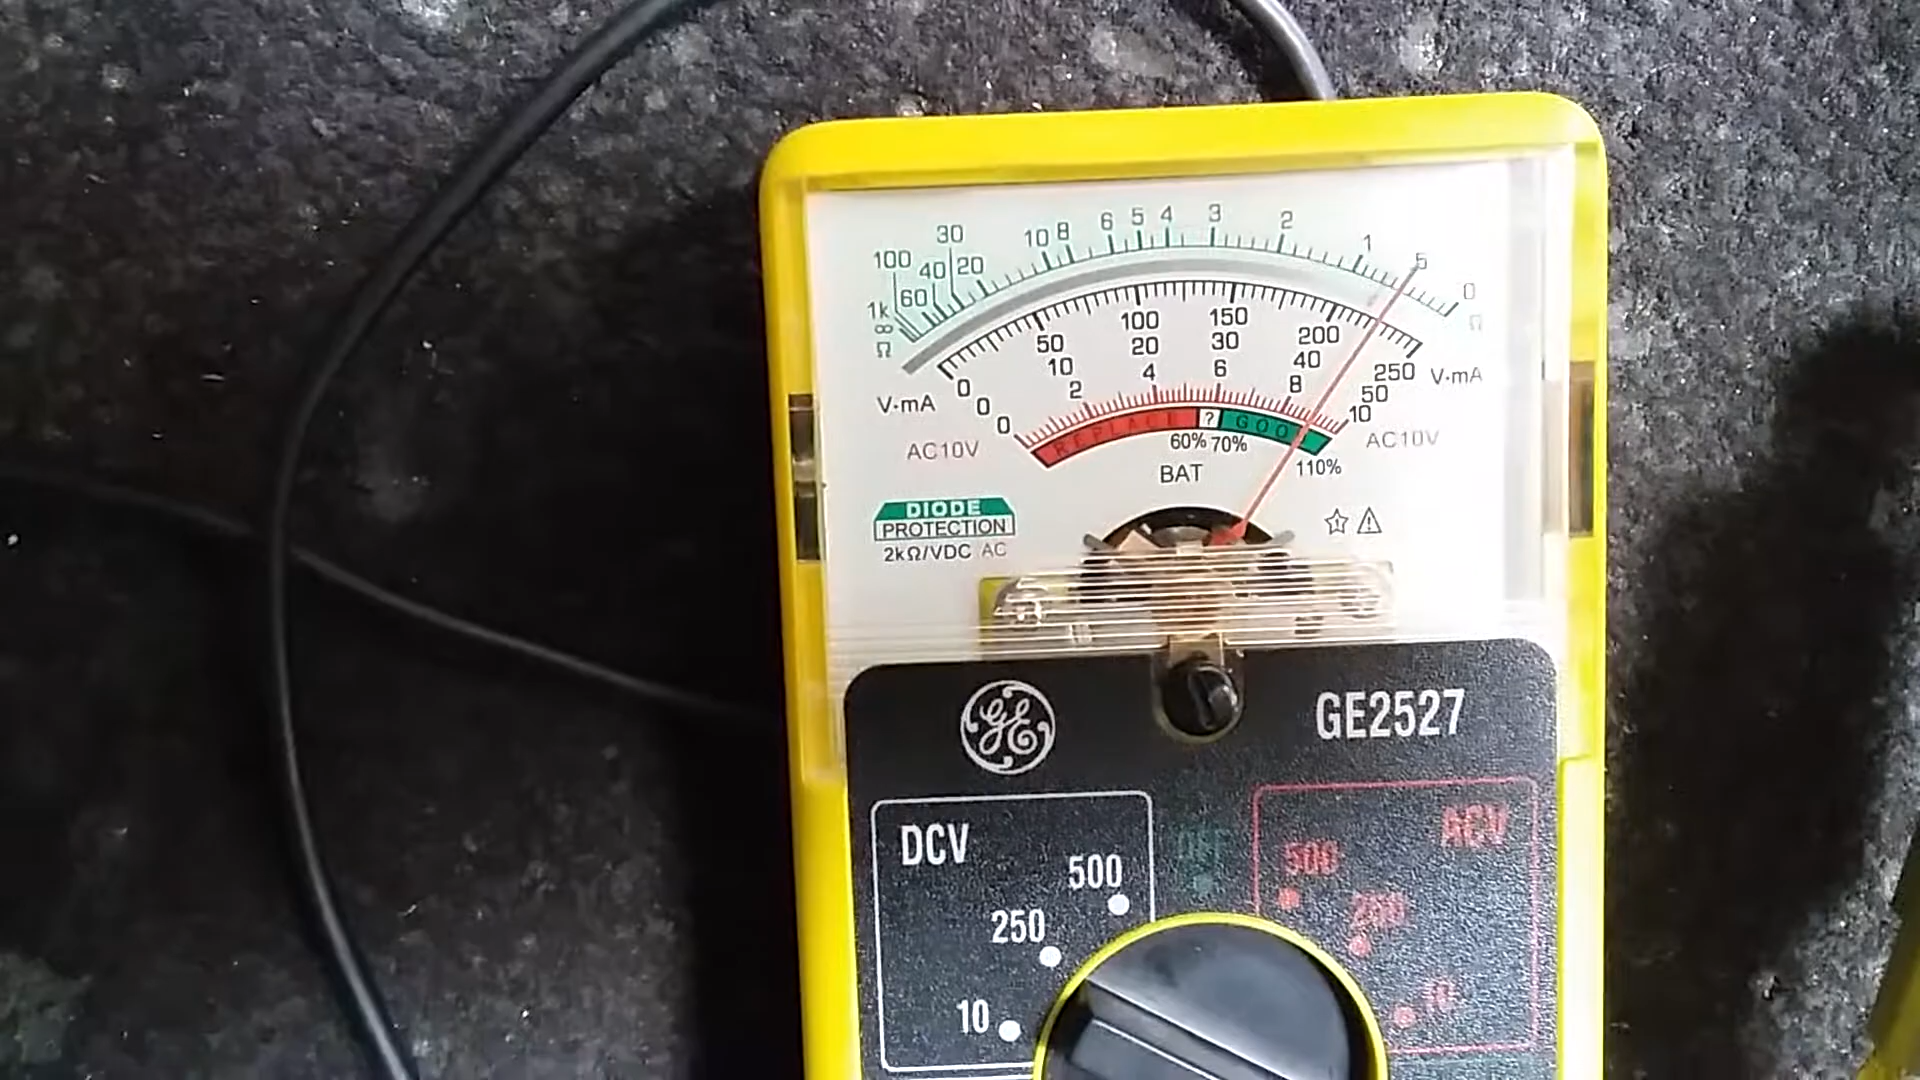 100 30 10 8 6 5 4 3 2 1 .5 0
1k 60 40 20
∞
Ω Ω
0 50 100 150 200 250
0 10 20 30 40 50
0 2 4 6 8 10
V·mA V·mA
AC10V AC10V
REPLACE ? GOO
60% 70% 110%
BAT
DIODE
PROTECTION
2kΩ/VDC AC
GE GE2527
DCV OFF ACV
500 500
250 250
10 10